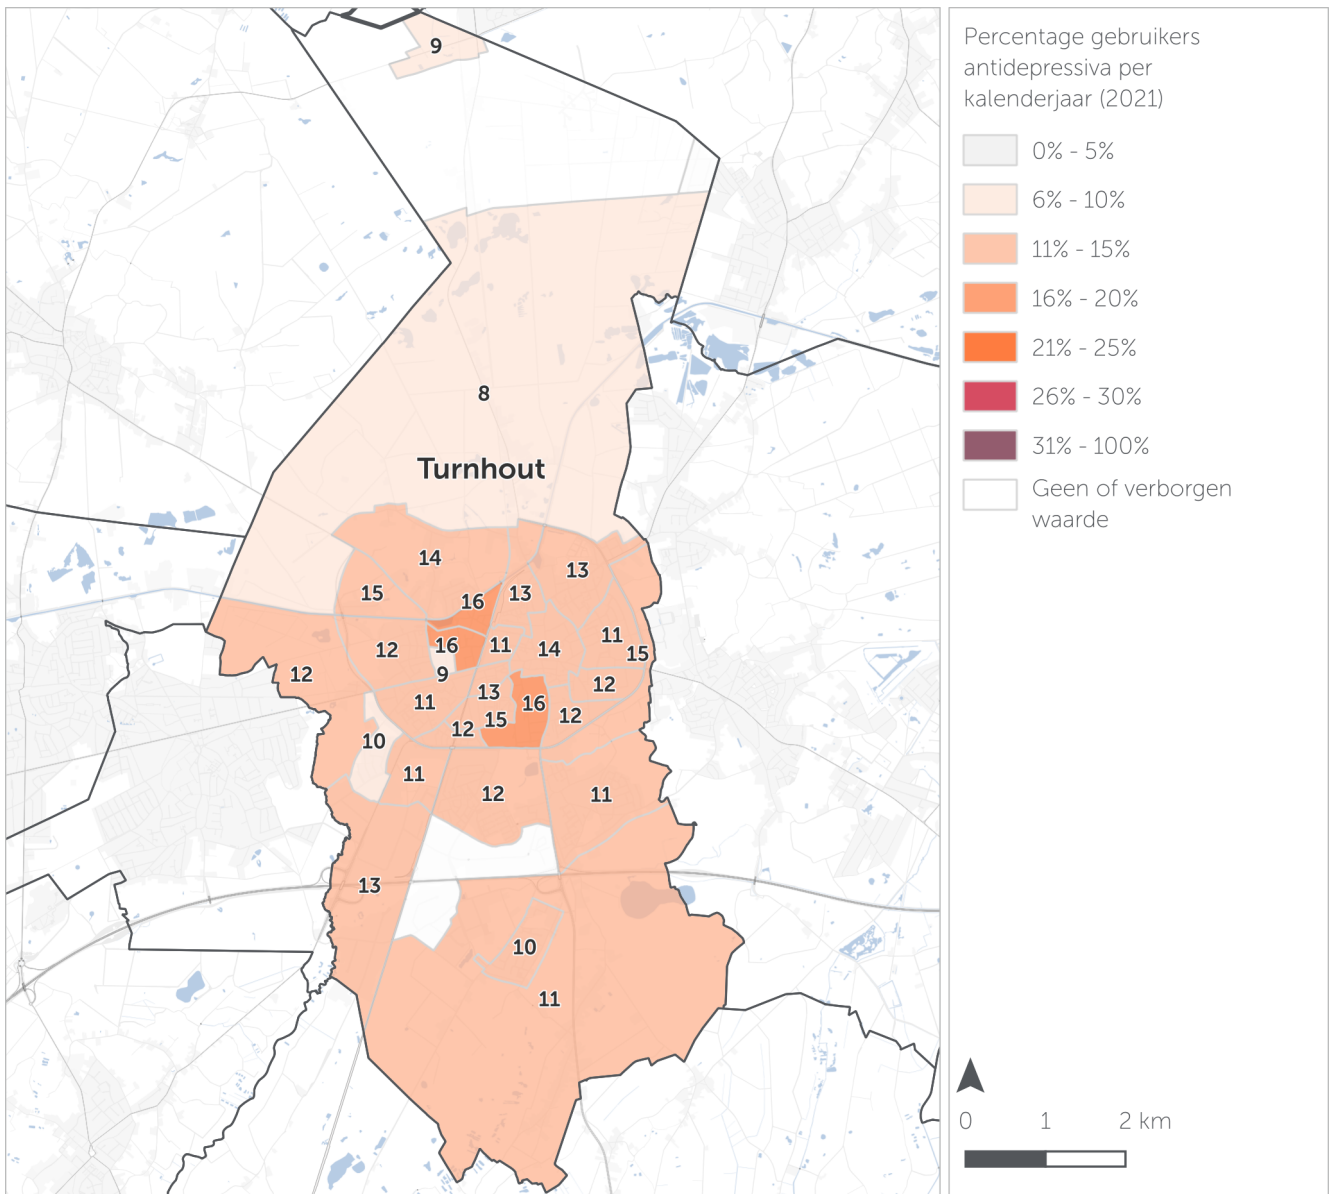 9
8
Turnhout
14
13
15
16
13
11
12
16
11
14
15
9
12
12
13
11
16
15
12
12
10
11
12
11
13
10
11
Percentage gebruikers
antidepressiva per
kalenderjaar (2021)
0% - 5%
6% - 10%
11% - 15%
16% - 20%
21% - 25%
26% - 30%
31% - 100%
Geen of verborgen
waarde
0 1 2 km